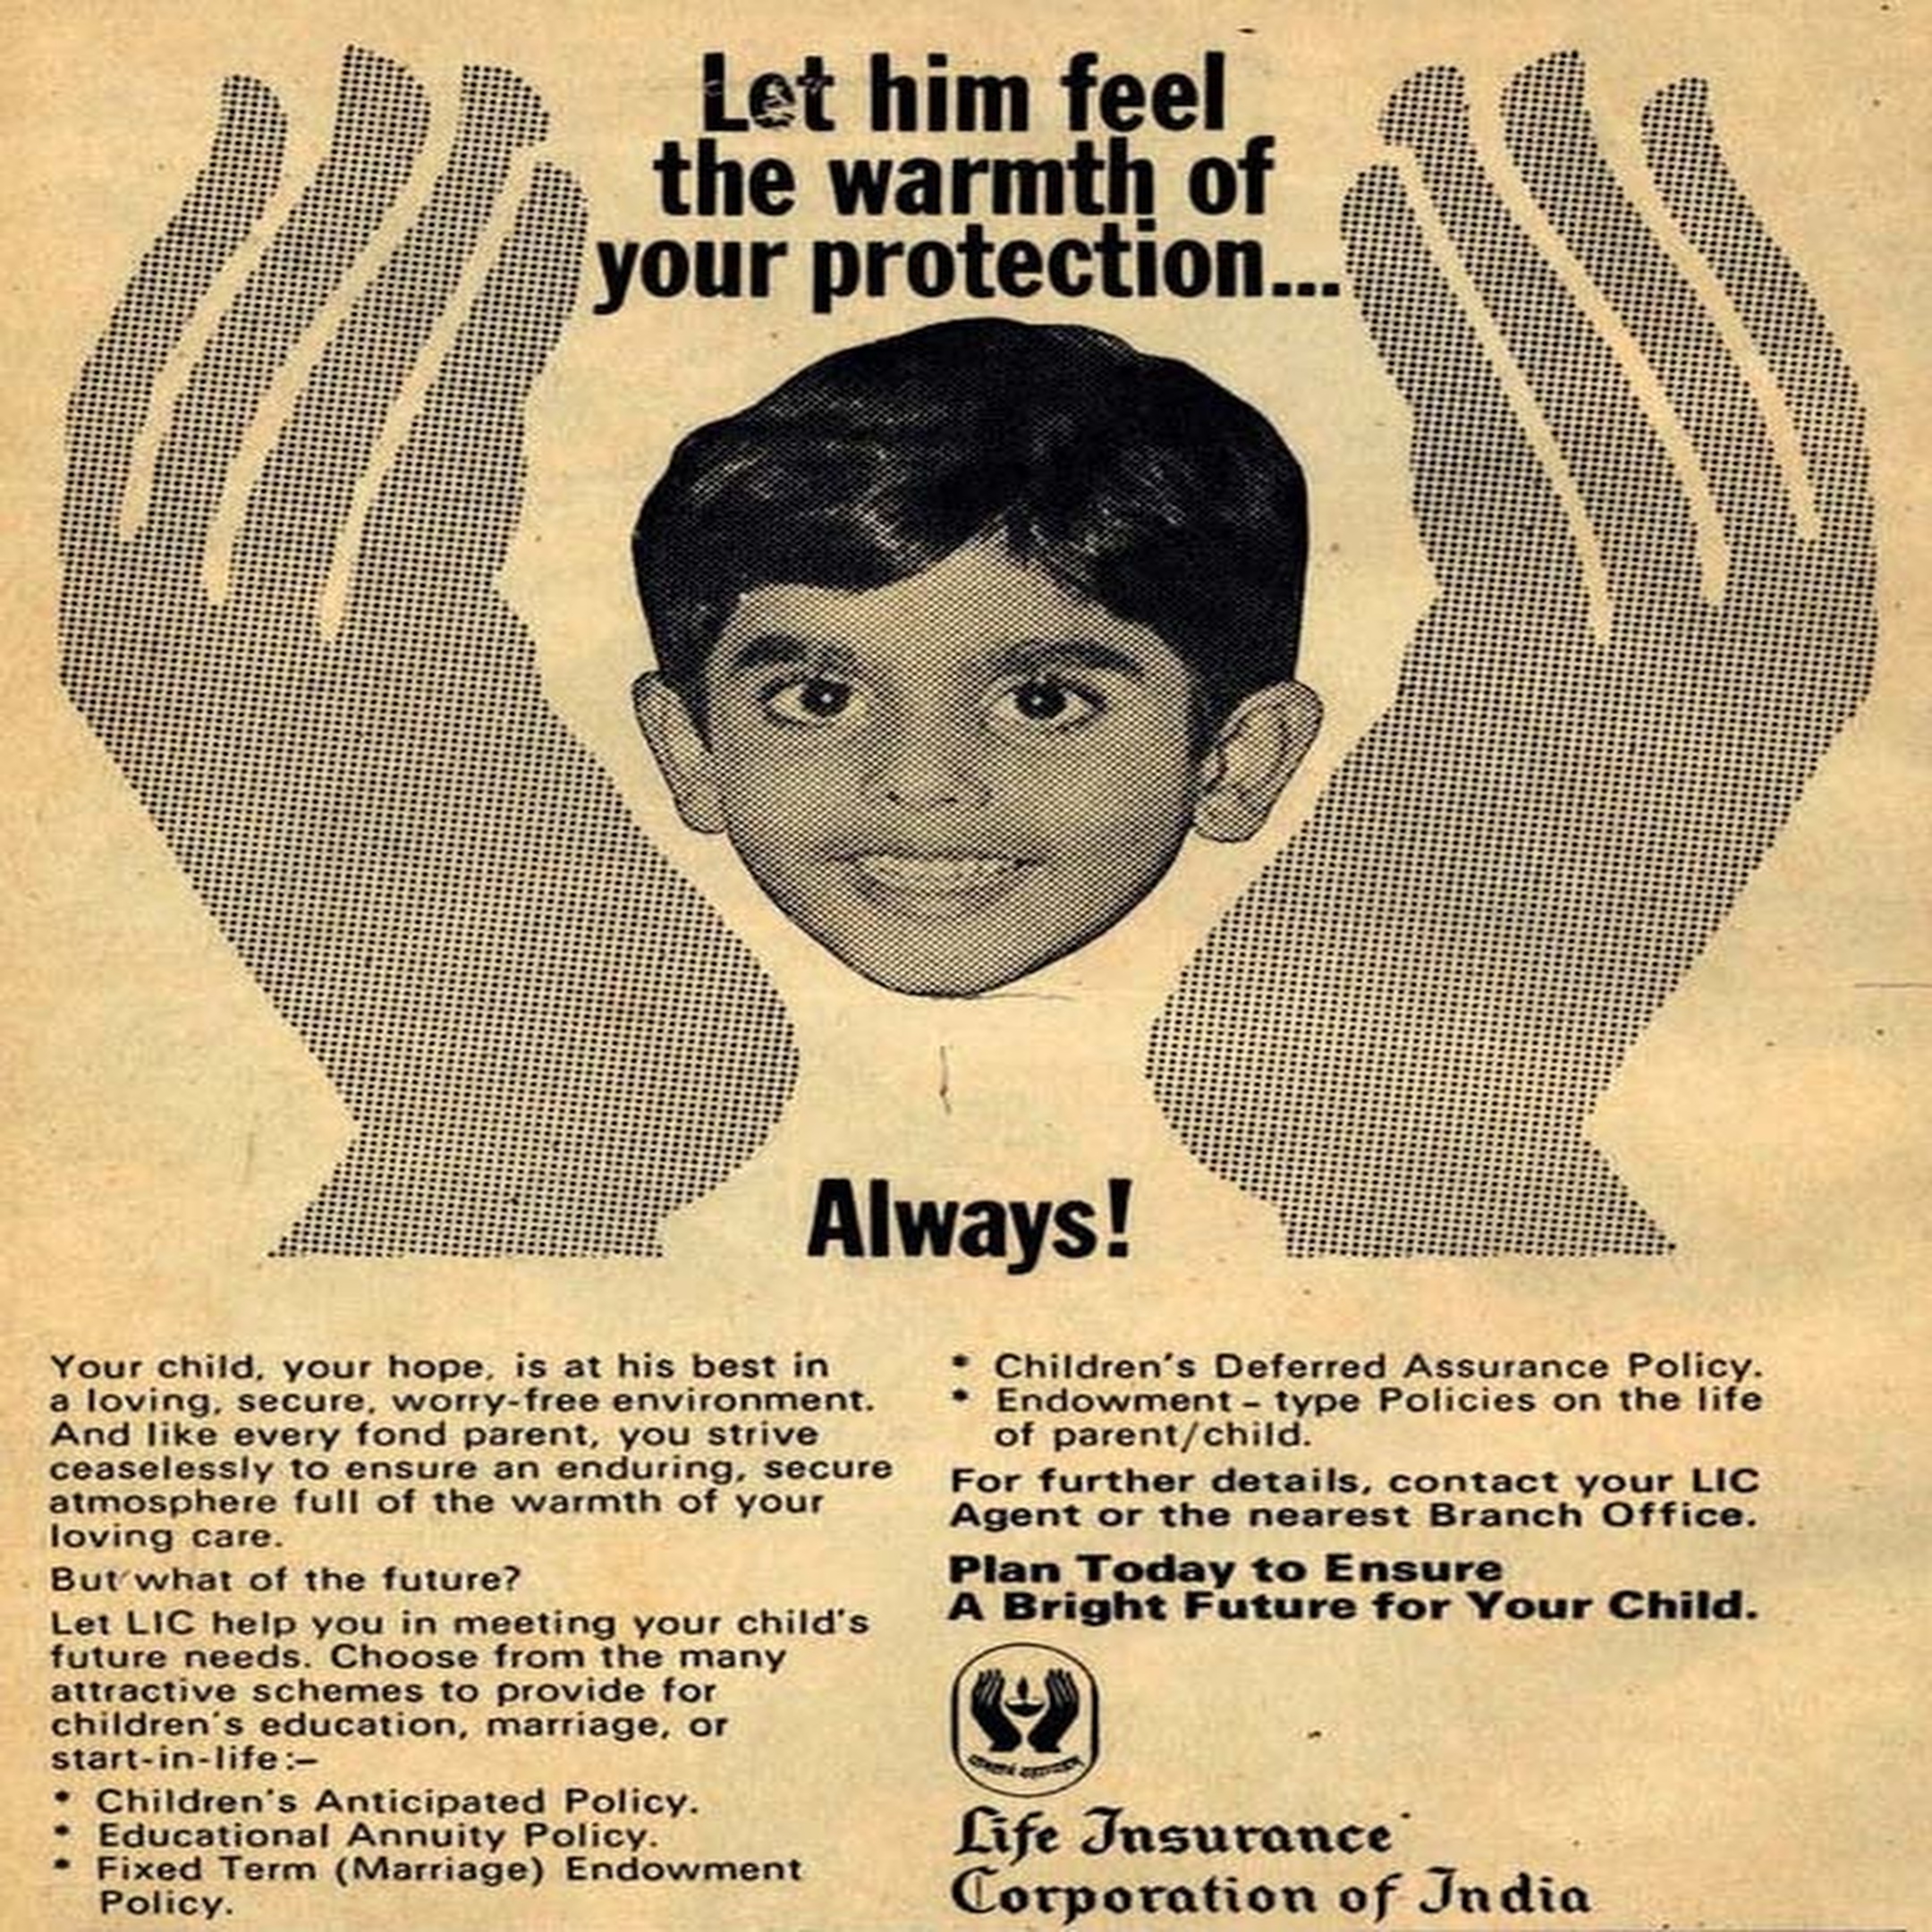 Let him feel
the warmth of
your protection...
Always!
Your child, your hope, is at his best in
a loving, secure, worry-free environment.
And like every fond parent, you strive
ceaselessly to ensure an enduring, secure
atmosphere full of the warmth of your
loving care.
But what of the future?
Let LIC help you in meeting your child's
future needs. Choose from the many
attractive schemes to provide for
children's education, marriage, or
start-in-life:–
* Children's Anticipated Policy.
* Educational Annuity Policy.
* Fixed Term (Marriage) Endowment
Policy.
* Children's Deferred Assurance Policy.
* Endowment – type Policies on the life
of parent/child.
For further details, contact your LIC
Agent or the nearest Branch Office.
Plan Today to Ensure
A Bright Future for Your Child.
Life Insurance
Corporation of India